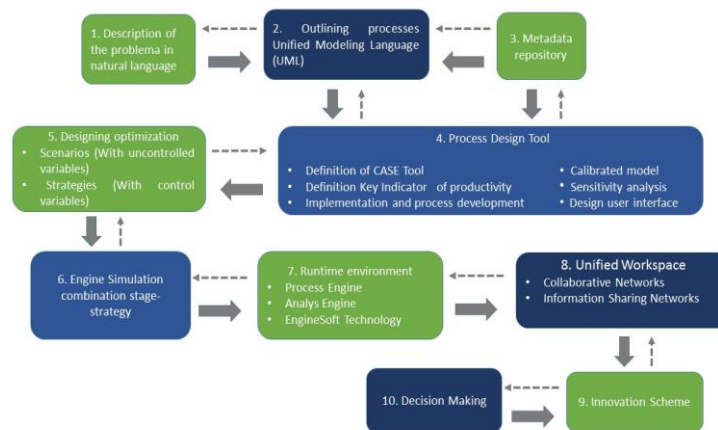 1. Description of
the problema in
natural language
2. Outlining processes
Unified Modeling Language
(UML)
3. Metadata
repository
5. Designing optimization
• Scenarios (With uncontrolled
variables)
• Strategies (With control
variables)
4. Process Design Tool
• Definition of CASE Tool
• Definition Key Indicator of productivity
• Implementation and process development
• Calibrated model
• Sensitivity analysis
• Design user interface
6. Engine Simulation
combination stage-
strategy
7. Runtime environment
• Process Engine
• Analys Engine
• EngineSoft Technology
8. Unified Workspace
• Collaborative Networks
• Information Sharing Networks
10. Decision Making
9. Innovation Scheme